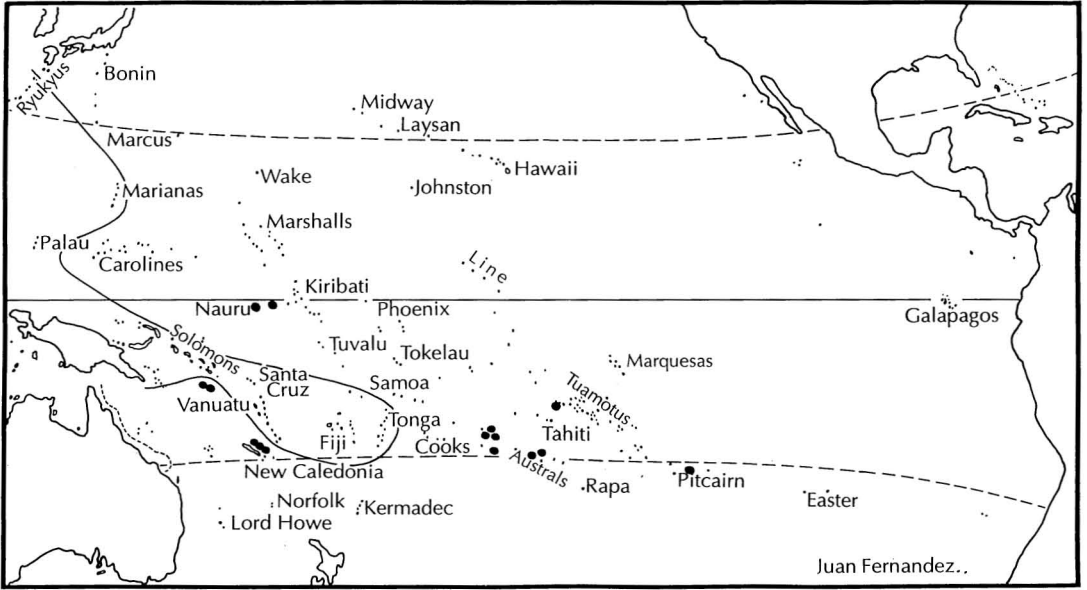 Ryukyus
Bonin
Midway
Laysan
Marcus
Hawaii
Wake
Johnston
Marianas
Marshalls
Palau
Carolines
Line
Kiribati
Nauru
Phoenix
Galapagos
Solomons
Tuvalu
Tokelau
Marquesas
Santa
Cruz
Samoa
Tuamotus
Vanuatu
Tonga
Fiji
Cooks
Tahiti
New Caledonia
Australs
Rapa
Pitcairn
Easter
Norfolk
Kermadec
Lord Howe
Juan Fernandez